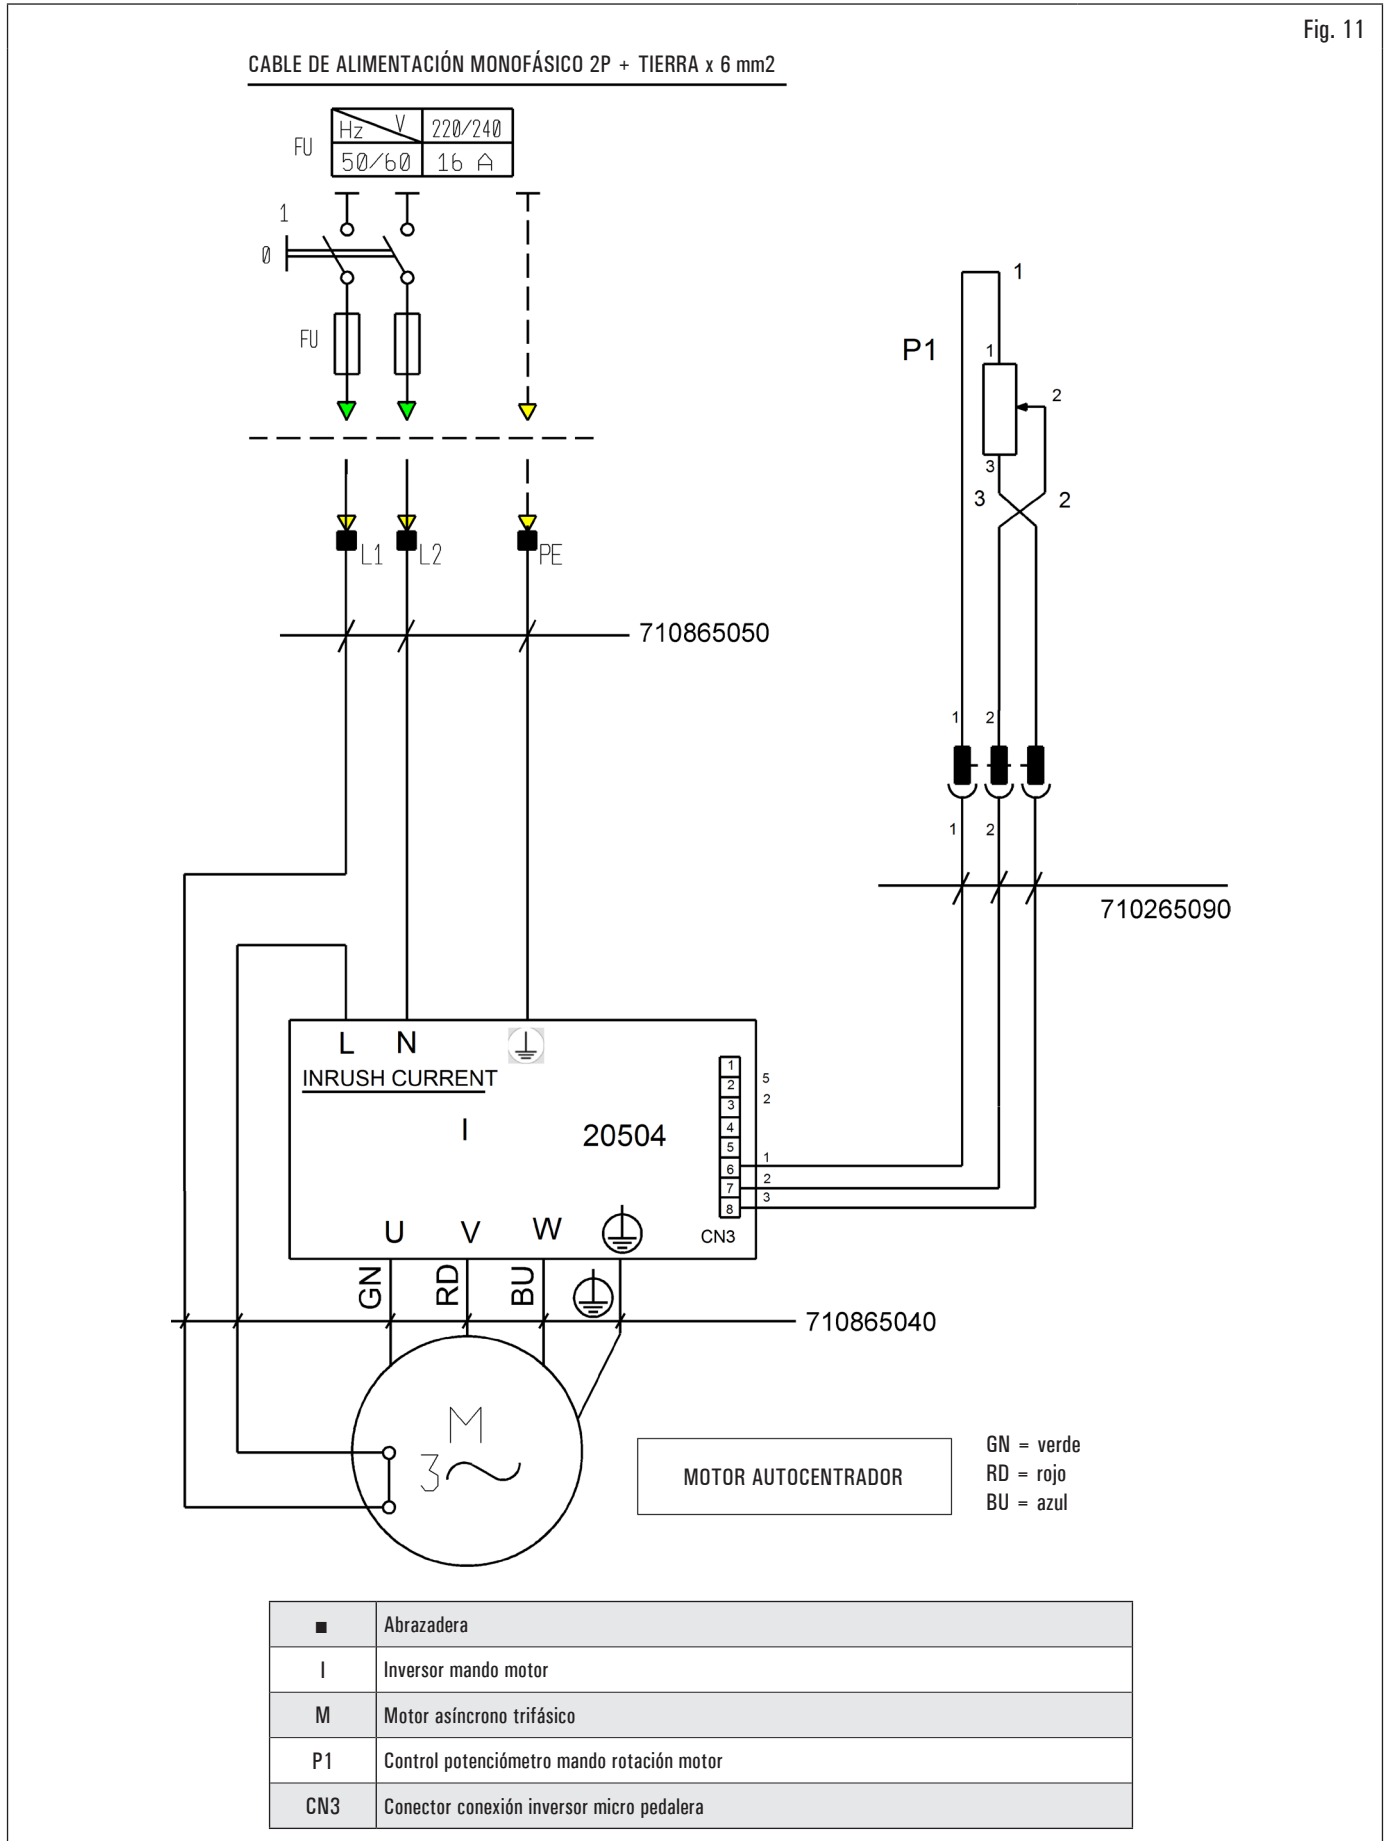 Fig. 11
CABLE DE ALIMENTACIÓN MONOFÁSICO 2P + TIERRA x 6 mm2
FU
Hz V 220/240
50/60 16 A
1
0
FU
L1 L2 PE
710865050
1
P1
1
2
3
3 2
1 2
1 2
710265090
L N
INRUSH CURRENT
I 20504
1
2
3
4
5
6
7
8
5
2
1
2
3
CN3
U V W
GN RD BU
710865040
M
3
MOTOR AUTOCENTRADOR
GN = verde
RD = rojo
BU = azul
■ Abrazadera
I Inversor mando motor
M Motor asíncrono trifásico
P1 Control potenciómetro mando rotación motor
CN3 Conector conexión inversor micro pedalera